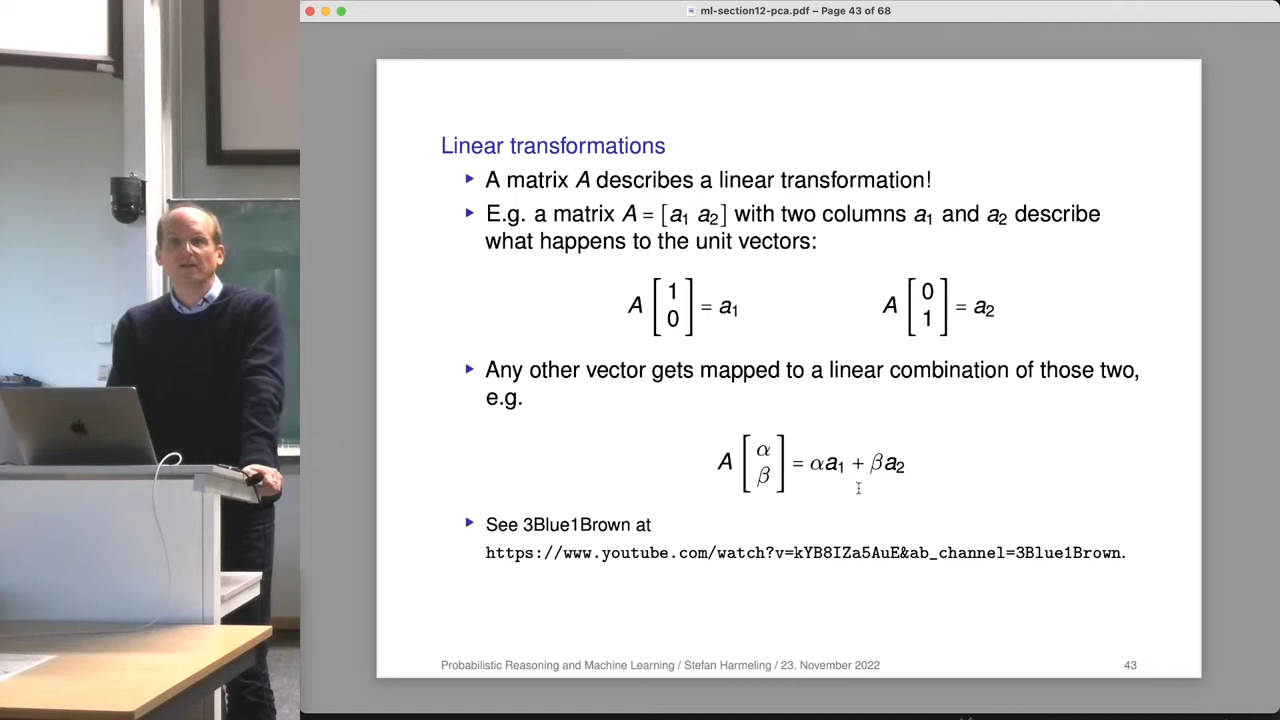 ml-section12-pca.pdf – Page 43 of 68
Linear transformations
▶ A matrix A describes a linear transformation!
▶ E.g. a matrix A = [a₁ a₂] with two columns a₁ and a₂ describe
what happens to the unit vectors:
A [1 0] = a₁ A [0 1] = a₂
▶ Any other vector gets mapped to a linear combination of those two,
e.g.
A [α β] = αa₁ + βa₂
▶ See 3Blue1Brown at
https://www.youtube.com/watch?v=kYB8IZa5AuE&ab_channel=3Blue1Brown.
Probabilistic Reasoning and Machine Learning / Stefan Harmeling / 23. November 2022 43